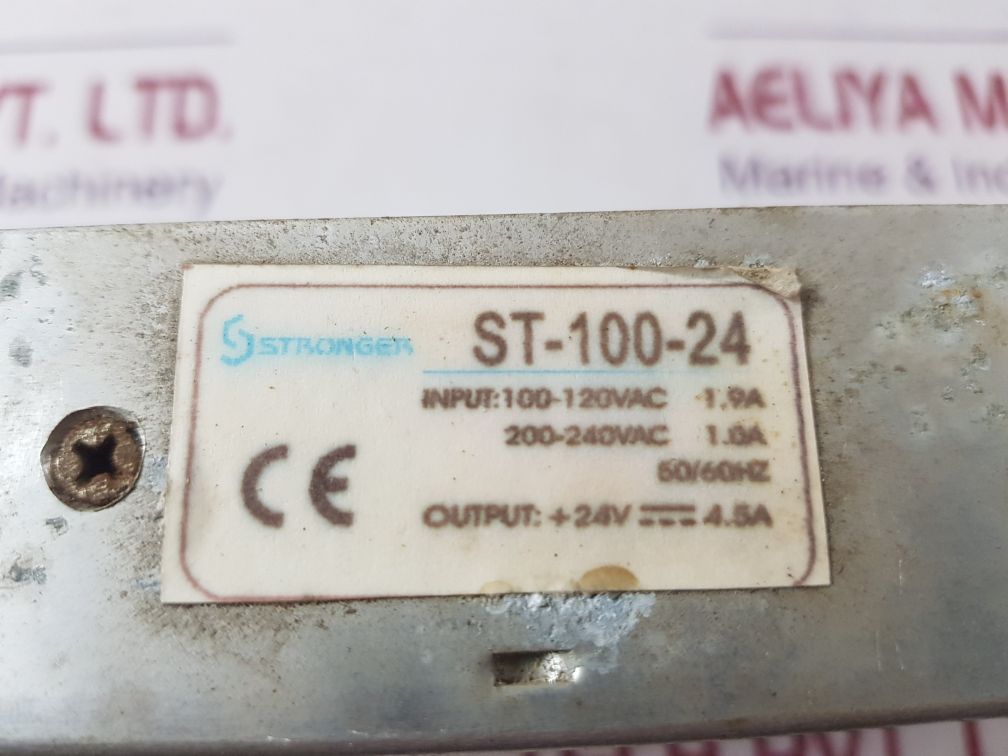 VT. LTD.
Machinery
AELIYA M
Marine & Ind
STRONGER
ST-100-24
INPUT:100-120VAC 1.9A
200-240VAC 1.0A
50/60HZ
CE
OUTPUT: +24V ⎓ 4.5A